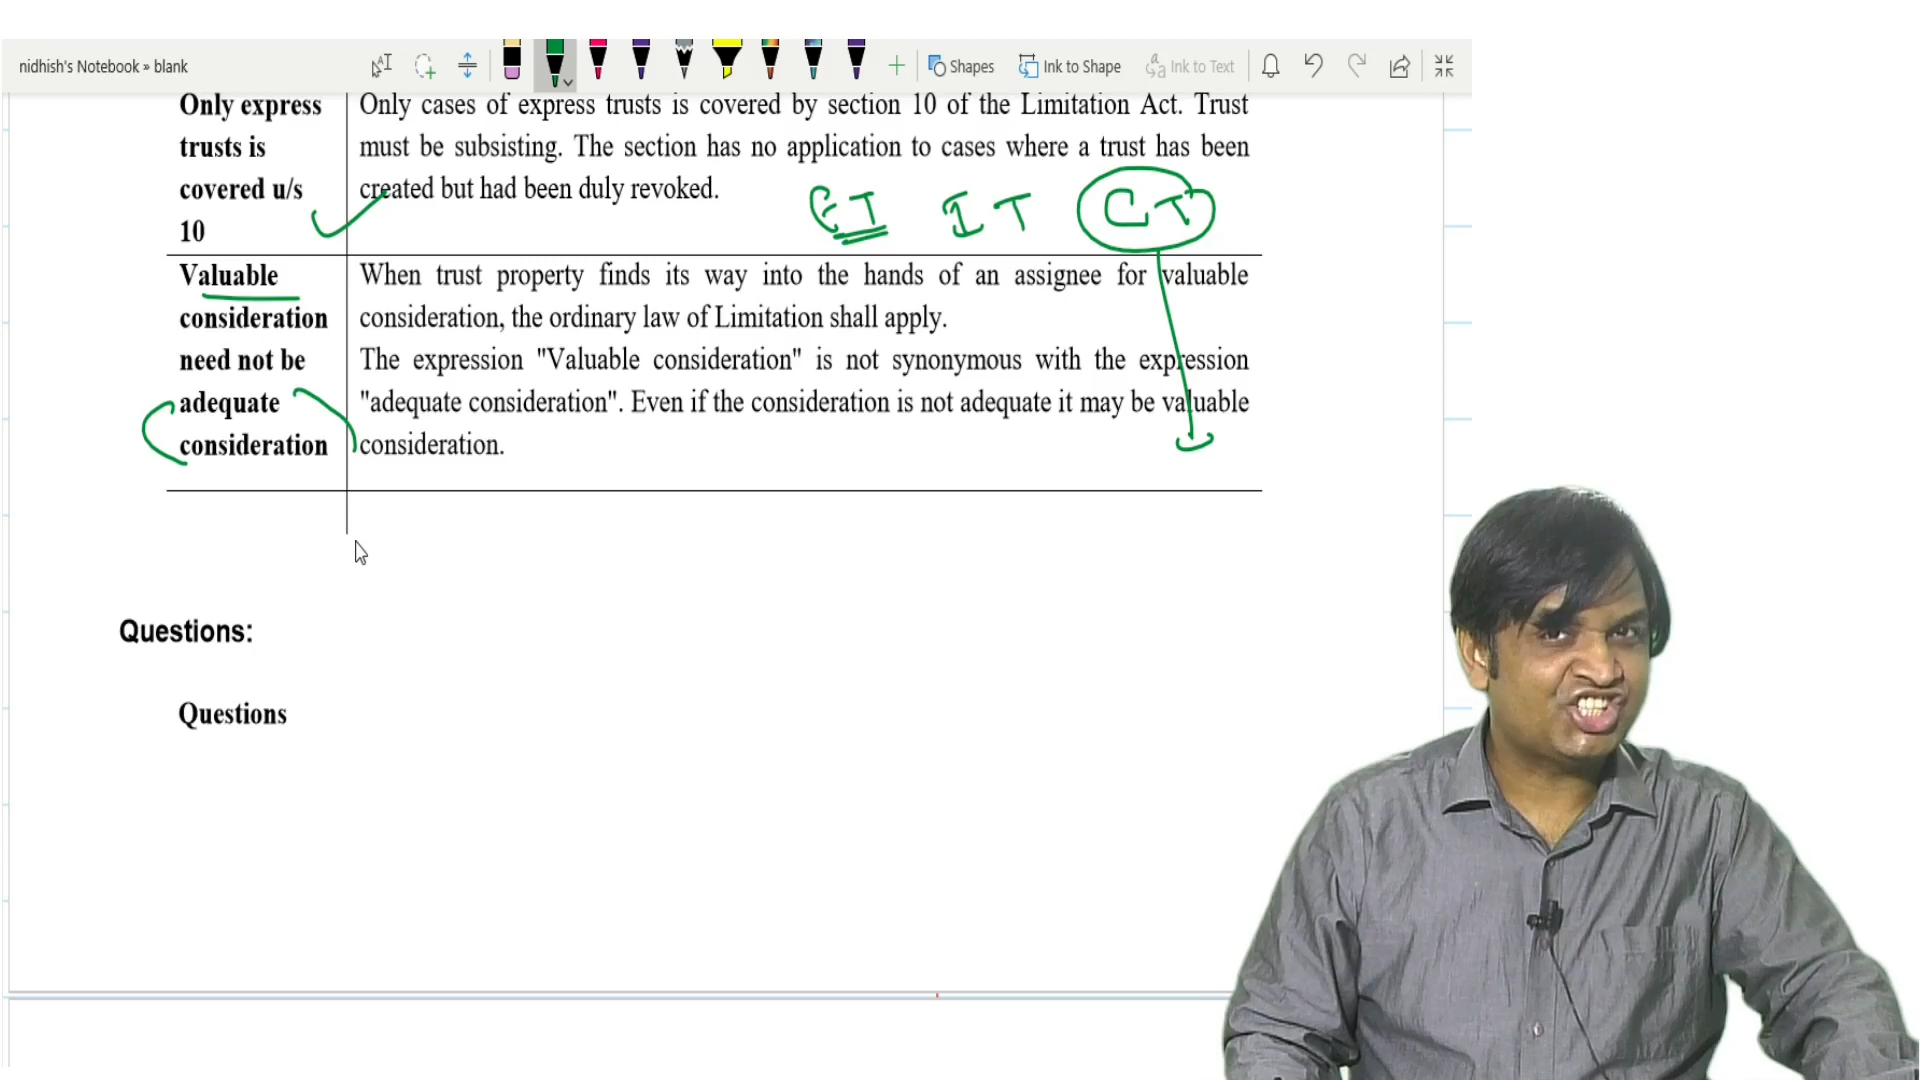 nidhish's Notebook » blank
Shapes
Ink to Shape
Ink to Text
Only express
trusts is
covered u/s
10
Only cases of express trusts is covered by section 10 of the Limitation Act. Trust
must be subsisting. The section has no application to cases where a trust has been
created but had been duly revoked.
ET IT CT
Valuable
consideration
need not be
adequate
consideration
When trust property finds its way into the hands of an assignee for valuable
consideration, the ordinary law of Limitation shall apply.
The expression "Valuable consideration" is not synonymous with the expression
"adequate consideration". Even if the consideration is not adequate it may be valuable
consideration.
Questions:
Questions